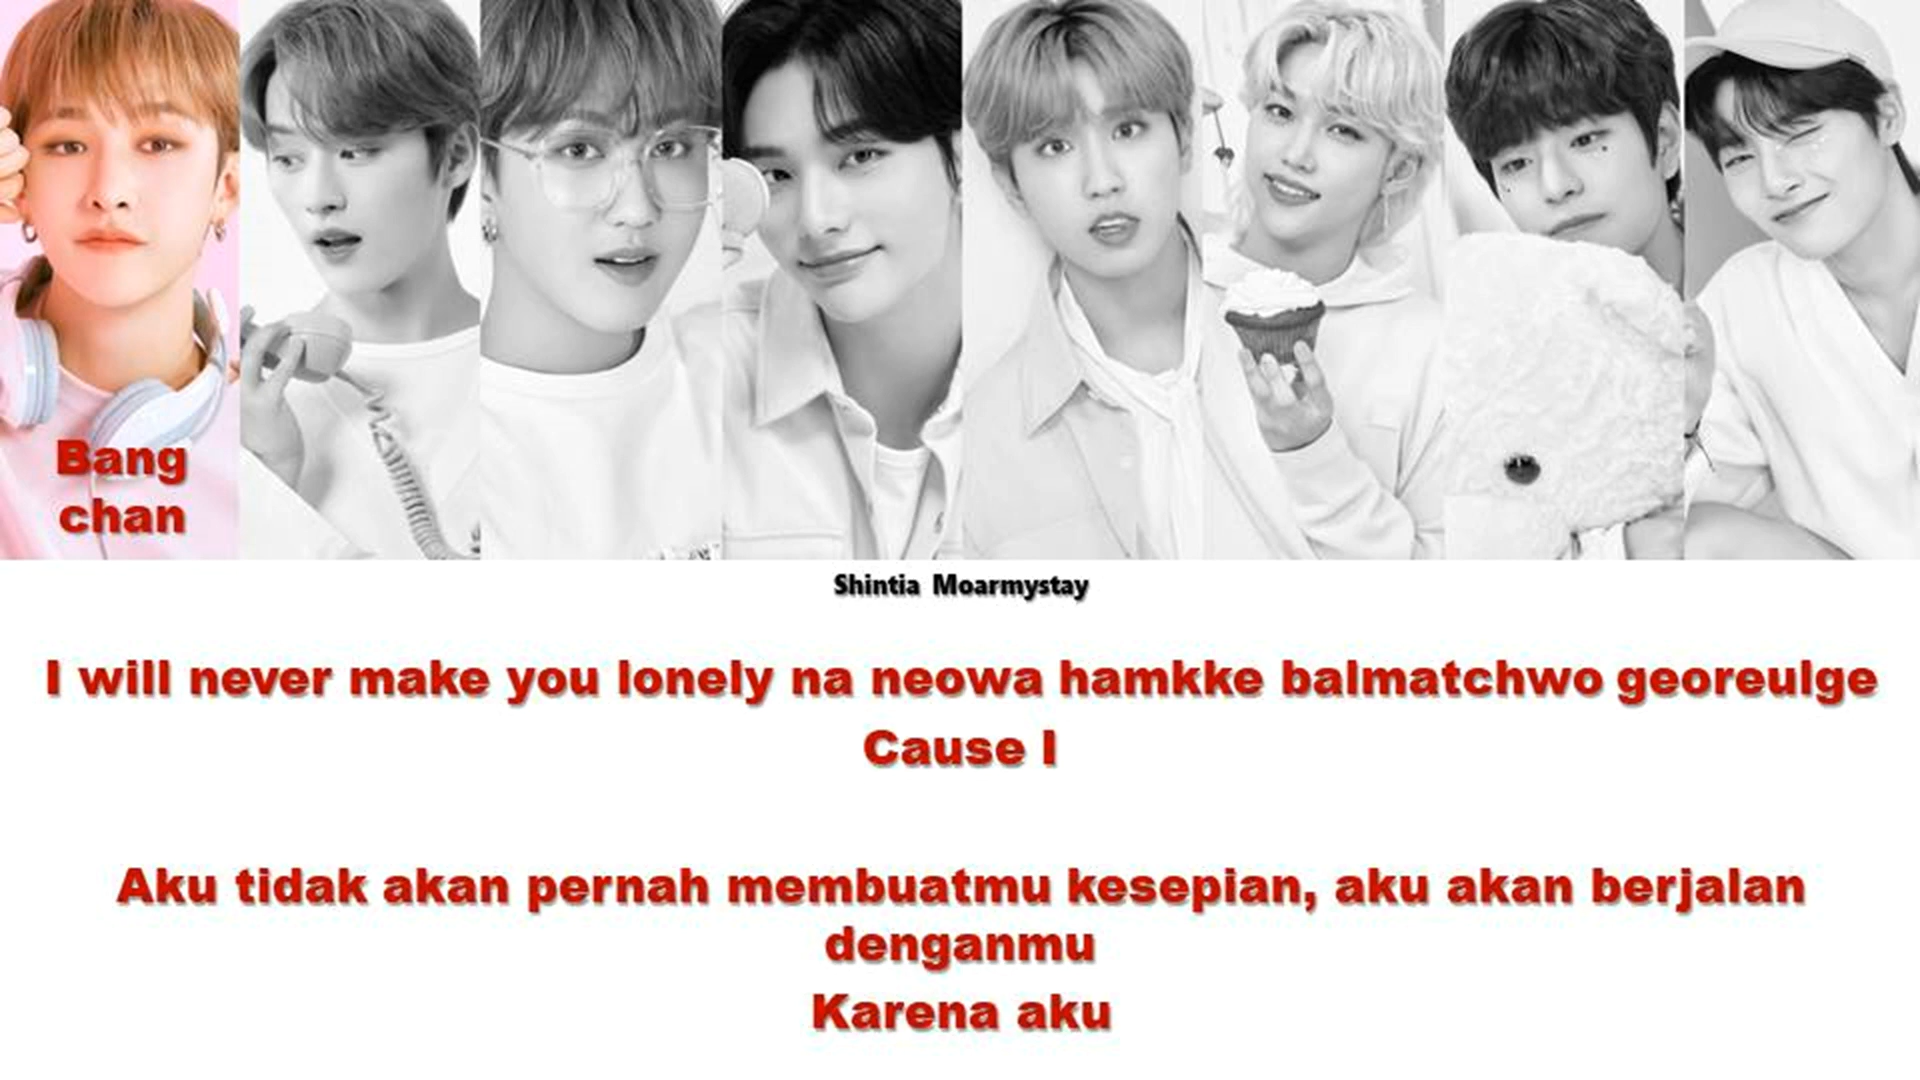 Bang
chan
Shintia Moarmystay
I will never make you lonely na neowa hamkke balmatchwo georeulge
Cause I
Aku tidak akan pernah membuatmu kesepian, aku akan berjalan
denganmu
Karena aku